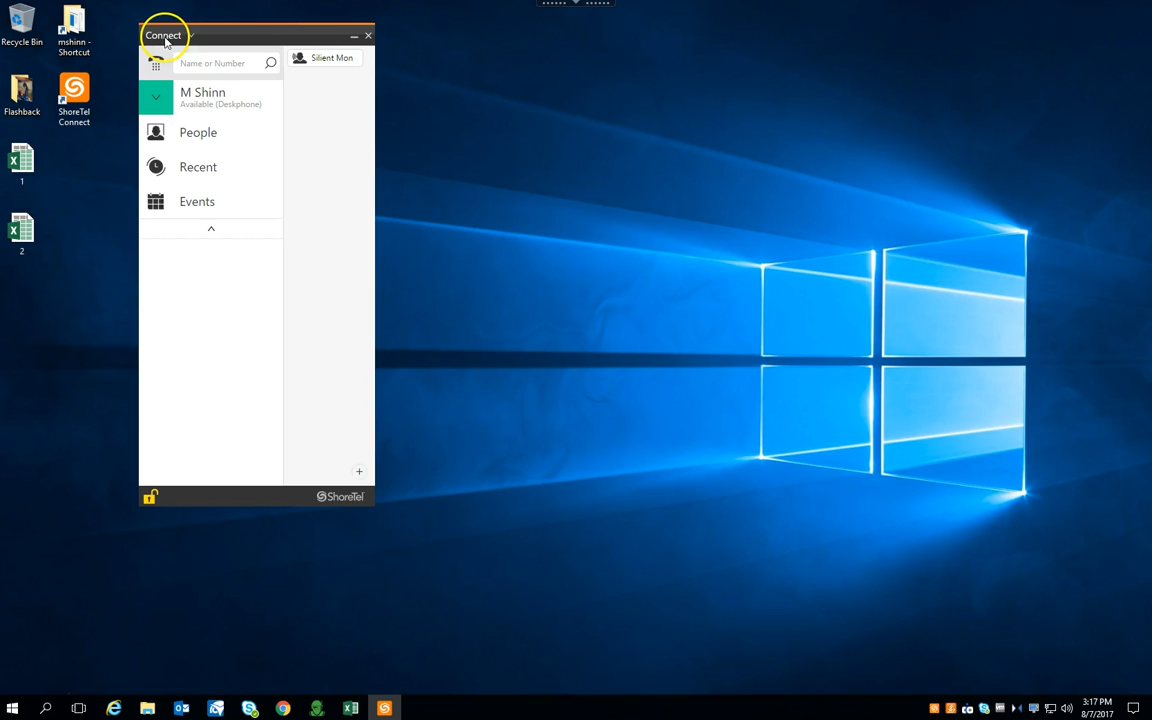 Connect
Name or Number
Silient Mon
M Shinn
Available (Deskphone)
People
Recent
Events
ShoreTel
Recycle Bin
mshinn -
Shortcut
Flashback
ShoreTel
Connect
1
2
3:17 PM
8/7/2017